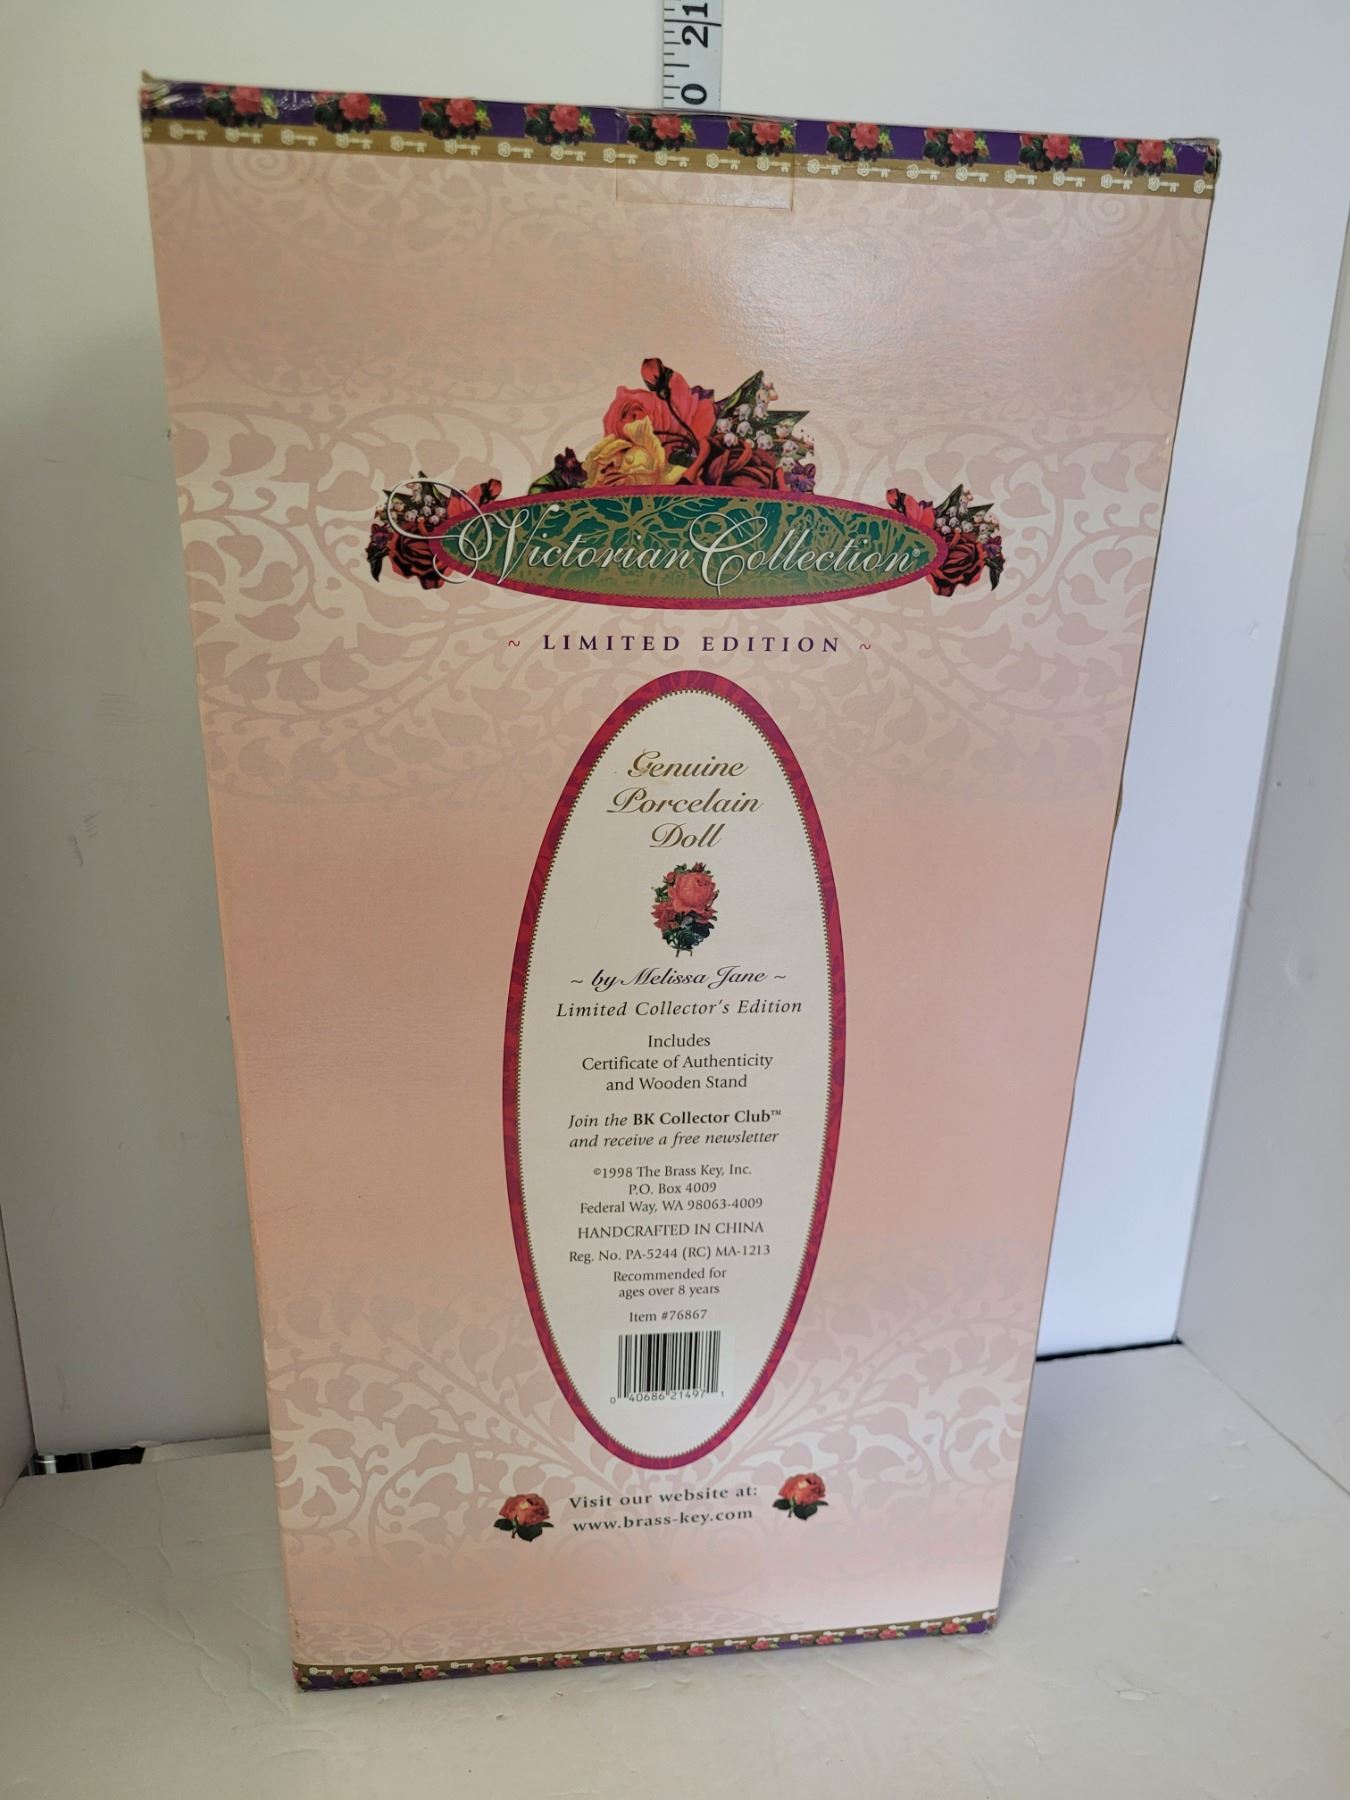 0 2 1
Victorian Collection®
~ LIMITED EDITION ~
Genuine
Porcelain
Doll
~ by Melissa Jane ~
Limited Collector's Edition
Includes
Certificate of Authenticity
and Wooden Stand
Join the BK Collector Club™
and receive a free newsletter
©1998 The Brass Key, Inc.
P.O. Box 4009
Federal Way, WA 98063-4009
HANDCRAFTED IN CHINA
Reg. No. PA-5244 (RC) MA-1213
Recommended for
ages over 8 years
Item #76867
0 40686 21497 1
Visit our website at:
www.brass-key.com